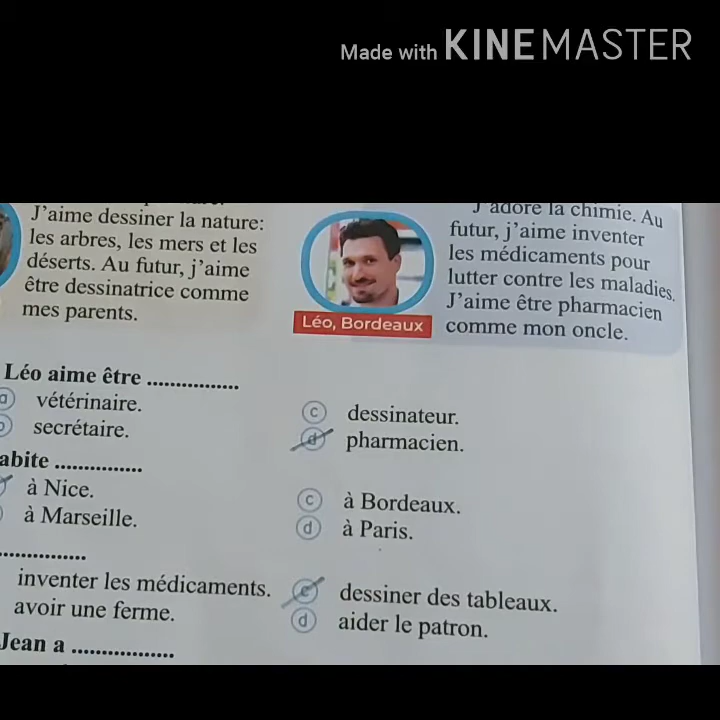 Made with KINEMASTER
J'aime dessiner la nature:
les arbres, les mers et les
déserts. Au futur, j'aime
être dessinatrice comme
mes parents.
Léo, Bordeaux
J'adore la chimie. Au
futur, j'aime inventer
les médicaments pour
lutter contre les maladies.
J'aime être pharmacien
comme mon oncle.
Léo aime être ................
a vétérinaire.
b secrétaire.
c dessinateur.
d pharmacien.
abite ...............
à Nice.
à Marseille.
c à Bordeaux.
d à Paris.
...............
inventer les médicaments.
avoir une ferme.
c dessiner des tableaux.
d aider le patron.
Jean a .................